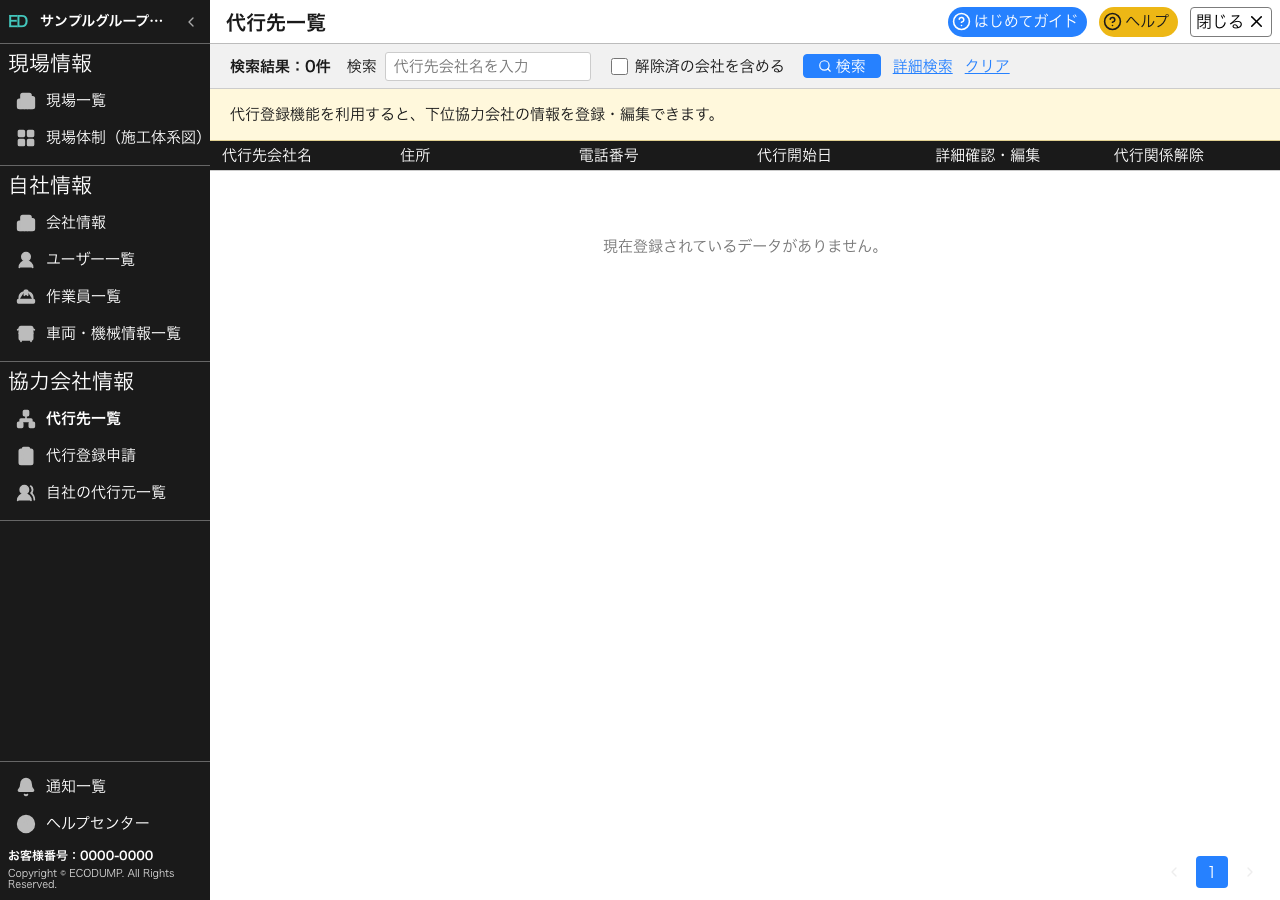 サンプルグループ…
現場情報
現場一覧
現場体制（施工体系図）
自社情報
会社情報
ユーザー一覧
作業員一覧
車両・機械情報一覧
協力会社情報
代行先一覧
代行登録申請
自社の代行元一覧
通知一覧
ヘルプセンター
お客様番号：0000-0000
Copyright © ECODUMP. All Rights
Reserved.
代行先一覧
はじめてガイド
ヘルプ
閉じる
検索結果：0件 検索 代行先会社名を入力 解除済の会社を含める 検索 詳細検索 クリア
代行登録機能を利用すると、下位協力会社の情報を登録・編集できます。
代行先会社名 住所 電話番号 代行開始日 詳細確認・編集 代行関係解除
現在登録されているデータがありません。
1